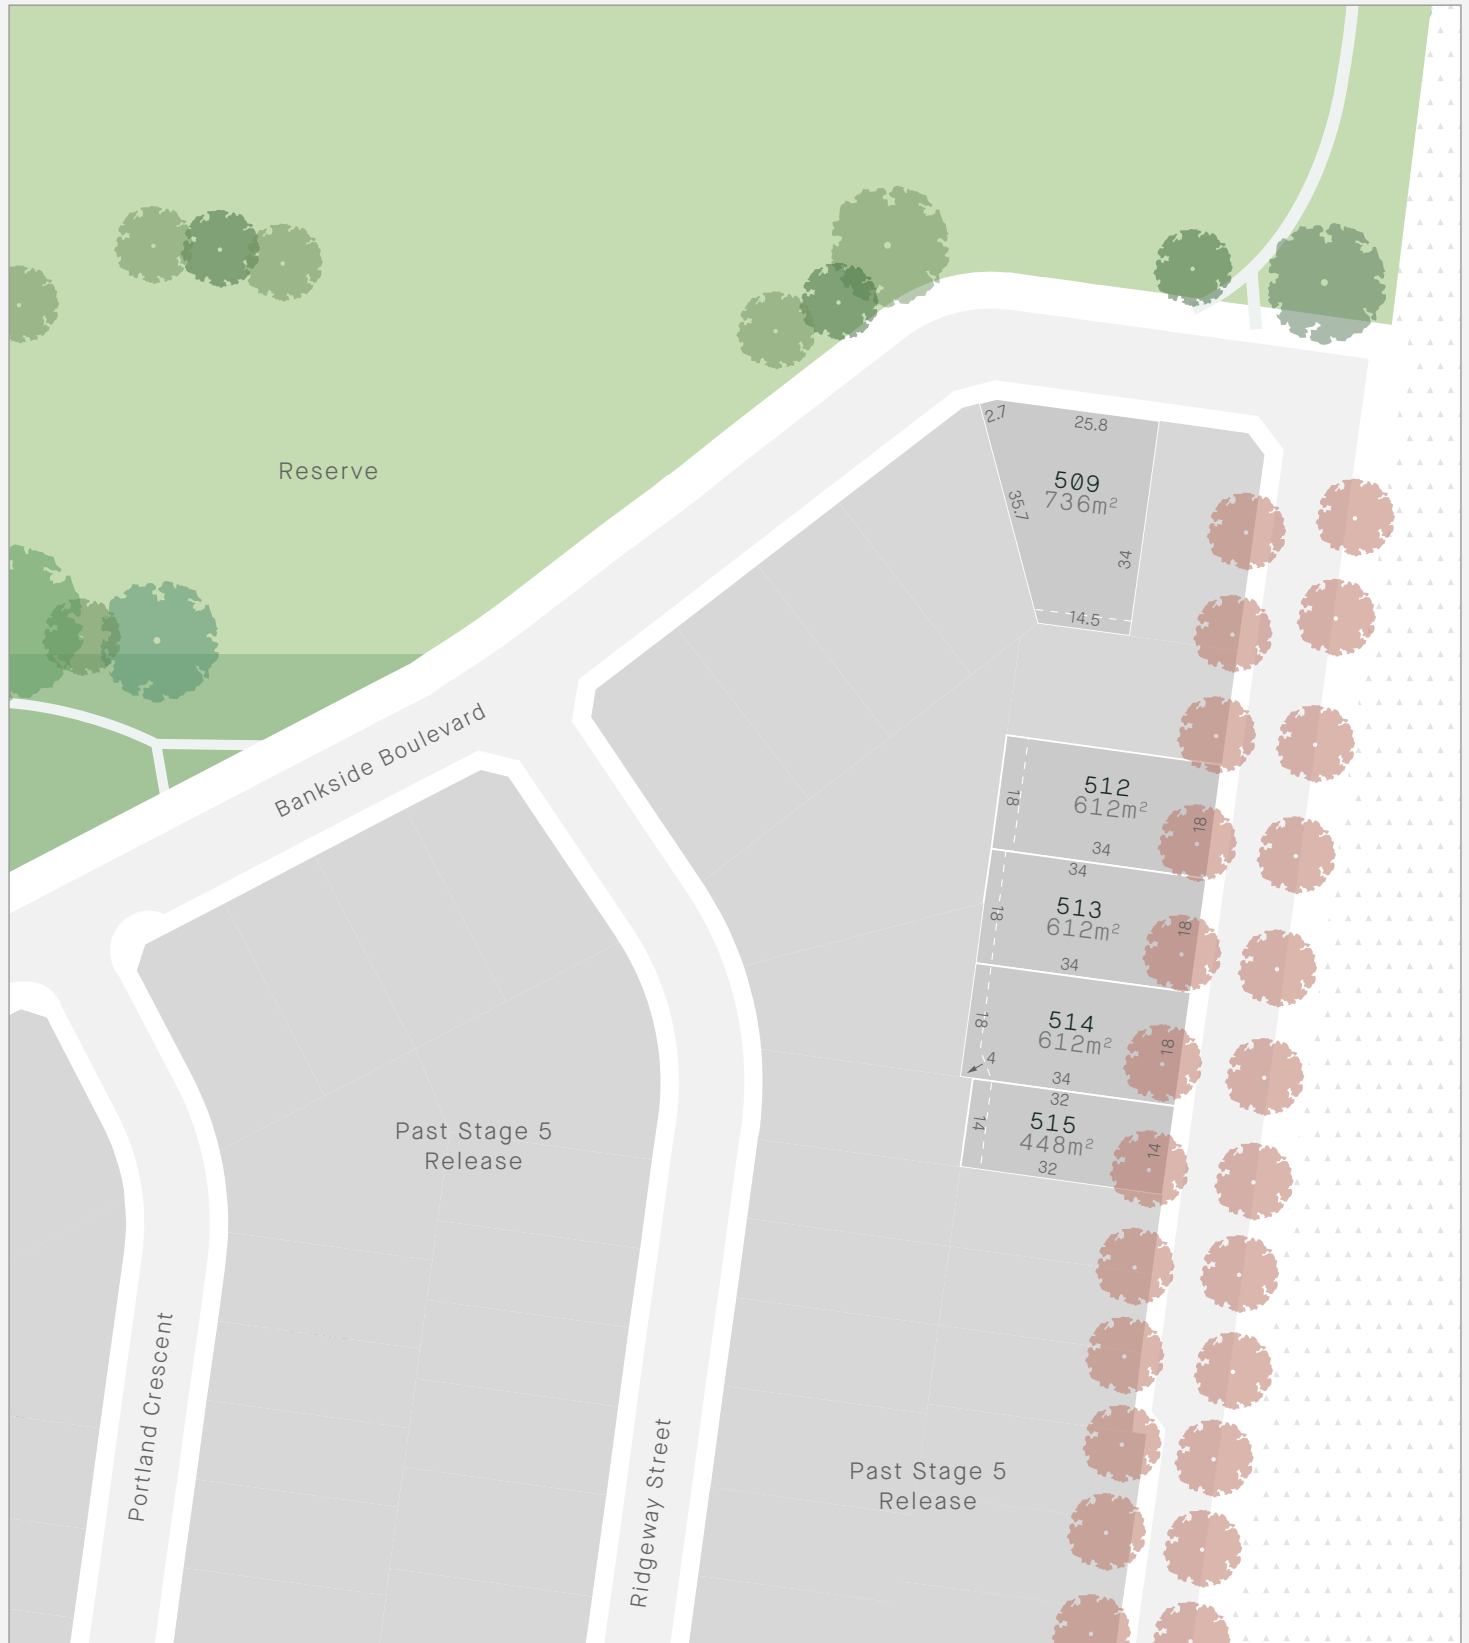 2.7
25.8
509
736m²
35.7
34
14.5
Reserve
Bankside Boulevard
512
612m²
18
18
34
34
513
612m²
18
18
34
514
612m²
18
18
4
34
32
515
448m²
14
14
32
Past Stage 5
Release
Portland Crescent
Ridgeway Street
Past Stage 5
Release